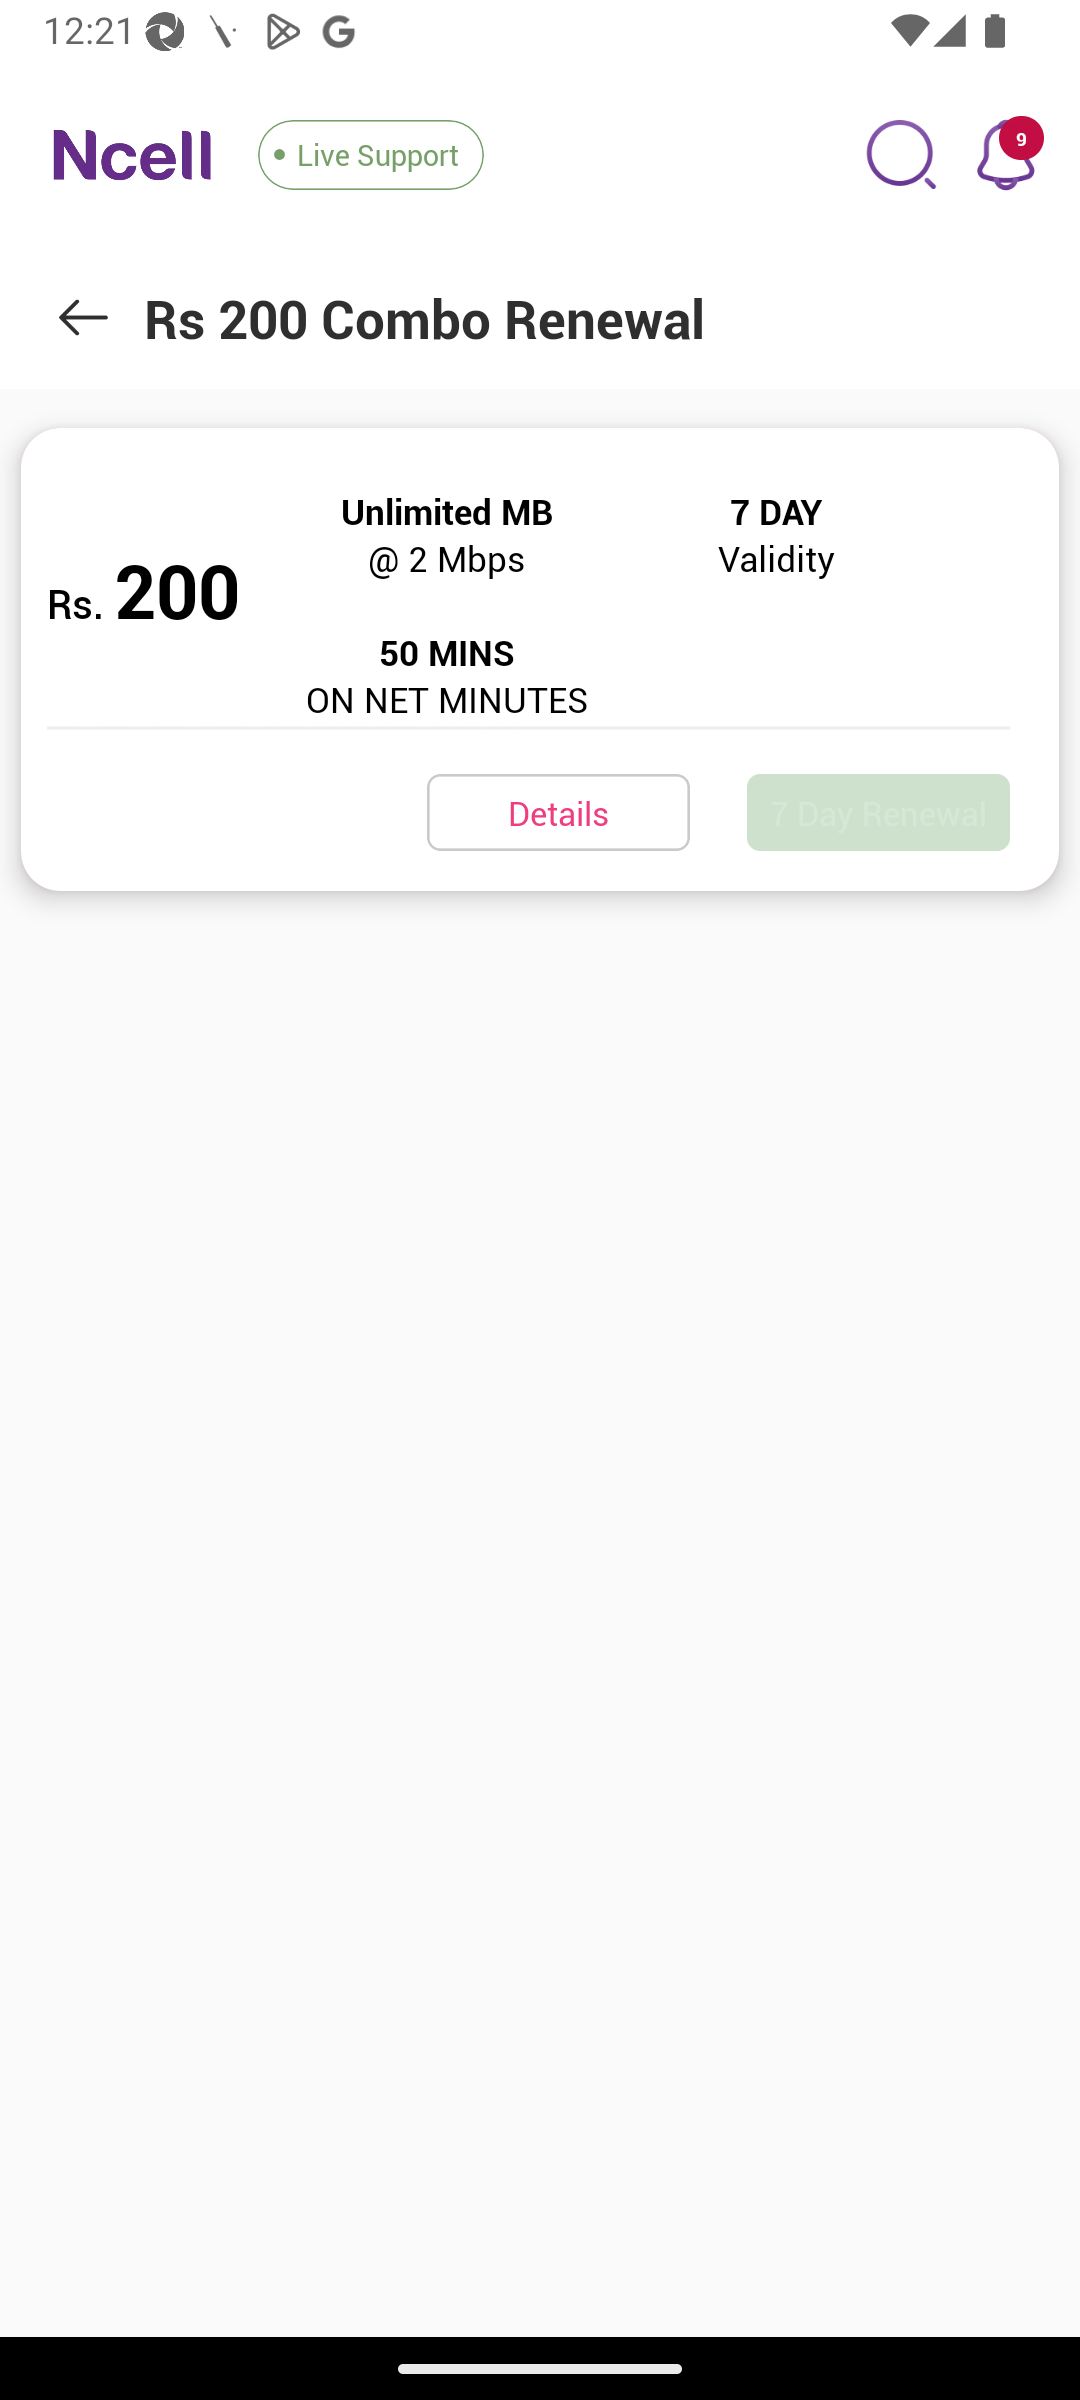 12:21
Ncell
Live Support
9
Rs 200 Combo Renewal
Unlimited MB
@ 2 Mbps
7 DAY
Validity
Rs. 200
50 MINS
ON NET MINUTES
Details
7 Day Renewal